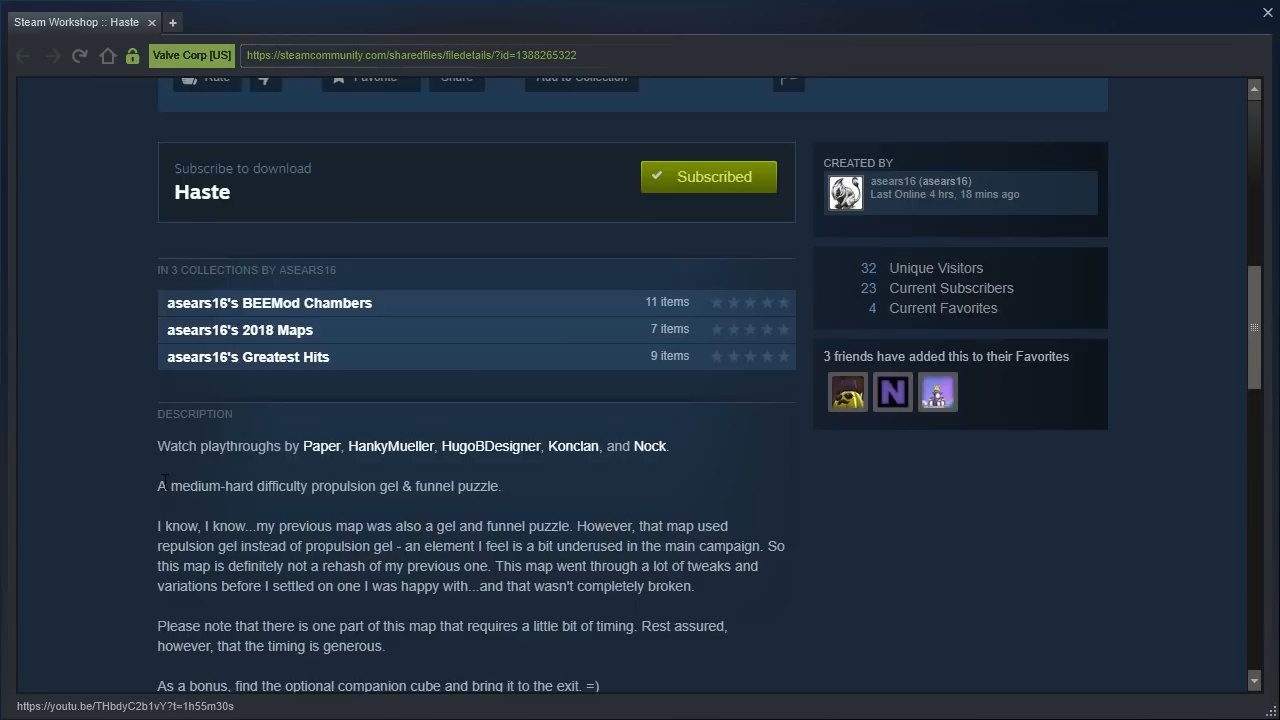 Steam Workshop :: Haste
Valve Corp [US]
https://steamcommunity.com/sharedfiles/filedetails/?id=1388265322
Rate
Favorite
Share
Add to Collection
Subscribe to download
Haste
Subscribed
CREATED BY
asears16 (asears16)
Last Online 4 hrs, 18 mins ago
32 Unique Visitors
23 Current Subscribers
4 Current Favorites
3 friends have added this to their Favorites
N
IN 3 COLLECTIONS BY ASEARS16
asears16's BEEMod Chambers 11 items
asears16's 2018 Maps 7 items
asears16's Greatest Hits 9 items
DESCRIPTION
Watch playthroughs by Paper, HankyMueller, HugoBDesigner, Konclan, and Nock.
A medium-hard difficulty propulsion gel & funnel puzzle.
I know, I know...my previous map was also a gel and funnel puzzle. However, that map used
repulsion gel instead of propulsion gel - an element I feel is a bit underused in the main campaign. So
this map is definitely not a rehash of my previous one. This map went through a lot of tweaks and
variations before I settled on one I was happy with...and that wasn't completely broken.
Please note that there is one part of this map that requires a little bit of timing. Rest assured,
however, that the timing is generous.
As a bonus, find the optional companion cube and bring it to the exit. =)
https://youtu.be/THbdyC2b1vY?t=1h55m30s